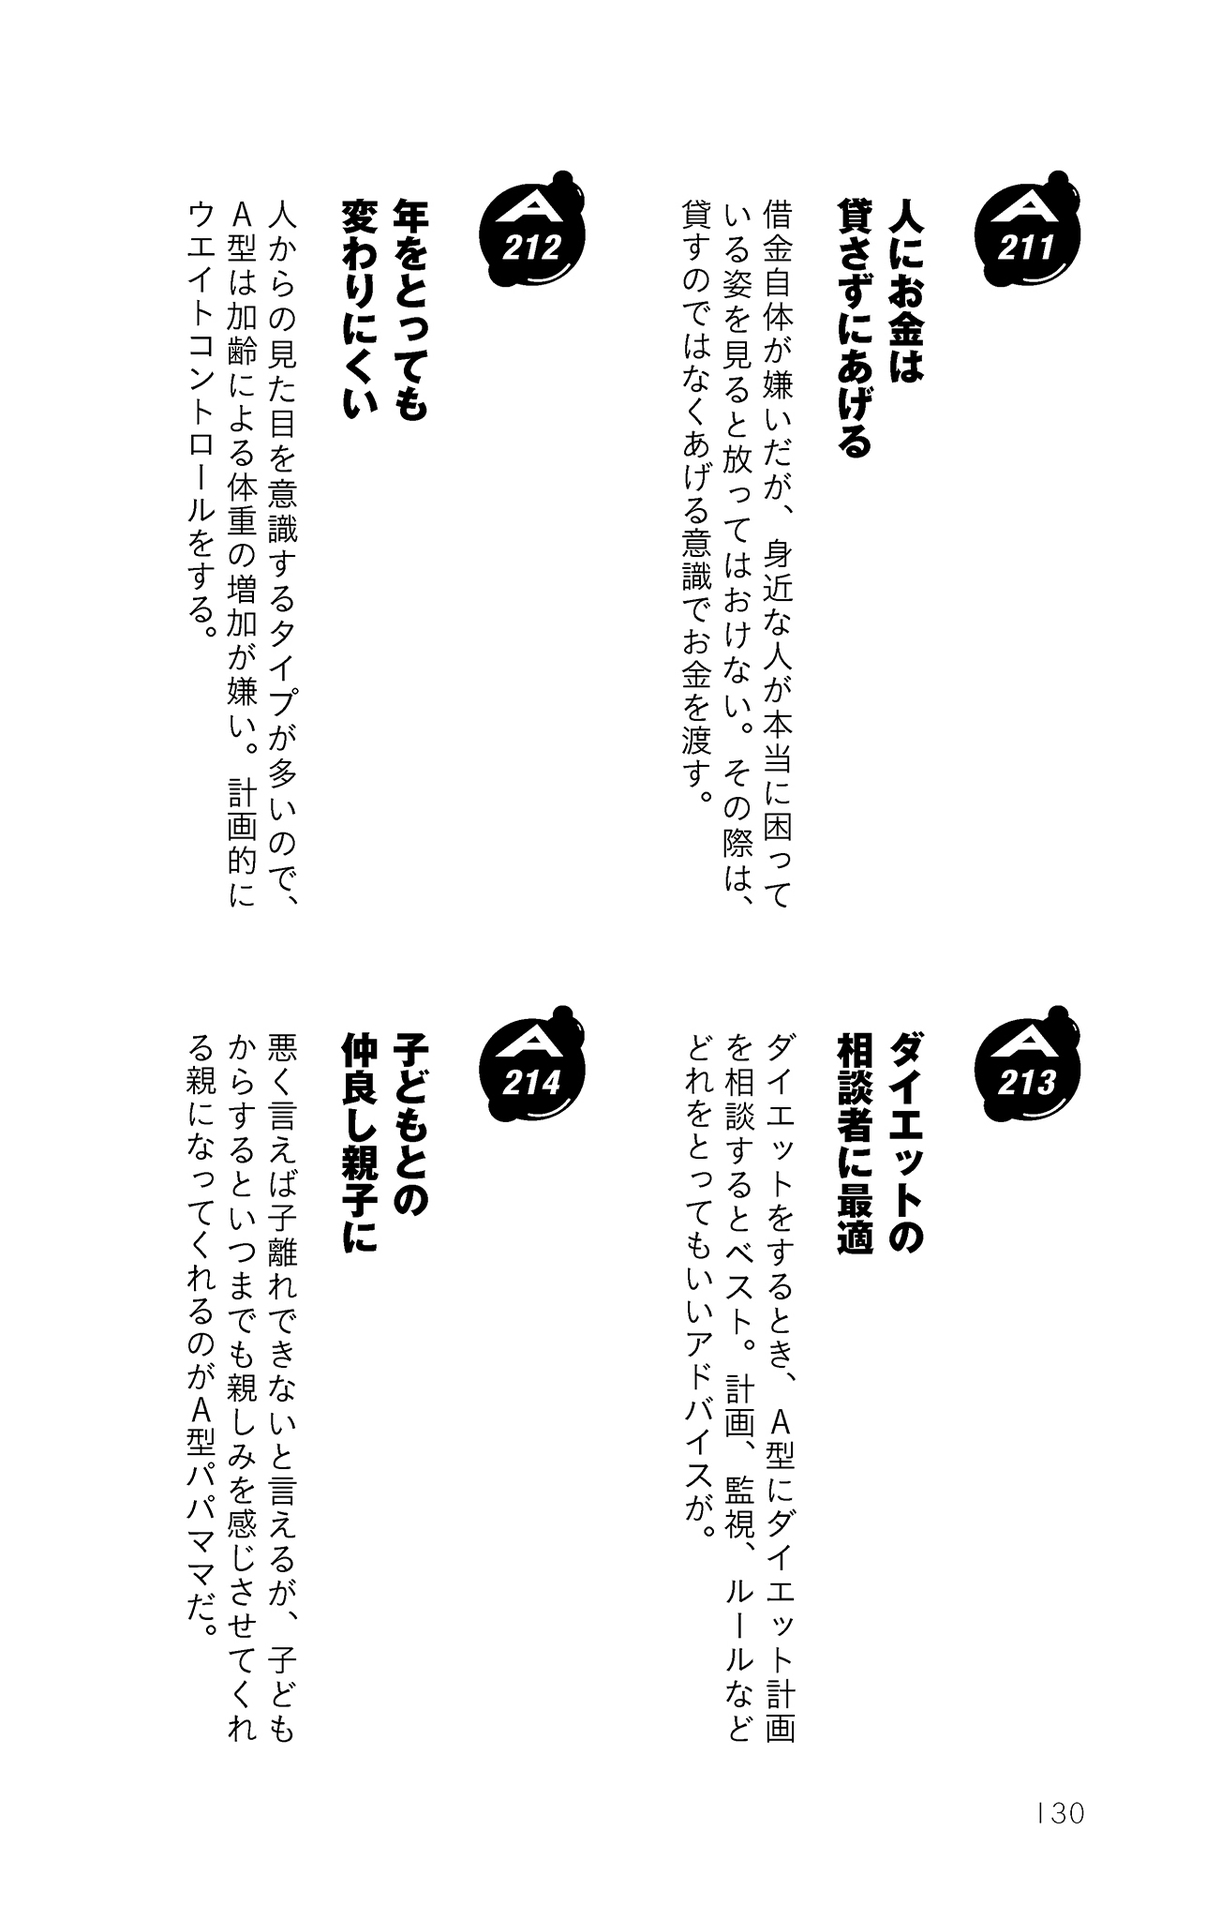 A
211
人にお金は
貸さずにあげる
借金自体が嫌いだが、身近な人が本当に困って
いる姿を見ると放ってはおけない。その際は、
貸すのではなくあげる意識でお金を渡す。
A
212
年をとっても
変わりにくい
人からの見た目を意識するタイプが多いので、
A型は加齢による体重の増加が嫌い。計画的に
ウエイトコントロールをする。
A
213
ダイエットの
相談者に最適
ダイエットをするとき、A型にダイエット計画
を相談するとベスト。計画、監視、ルールなど
どれをとってもいいアドバイスが。
A
214
子どもとの
仲良し親子に
悪く言えば子離れできないと言えるが、子ども
からするといつまでも親しみを感じさせてくれ
る親になってくれるのがA型パパママだ。
130